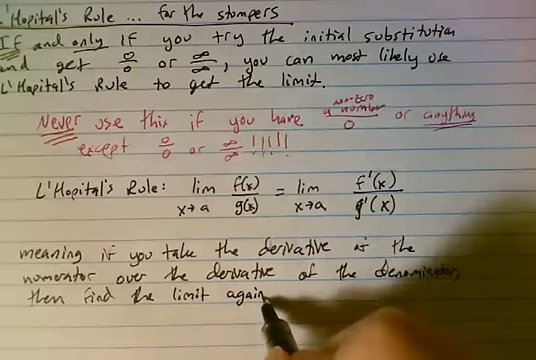 L'Hopital's Rule ... for the stompers
If and only if you try the initial substitution
and get 0/0 or ∞/∞, you can most likely use
L'Hopital's Rule to get the limit.
Never use this if you have a non-zero number/0 or anything
except 0/0 or ∞/∞ !!!!!
L'Hopital's Rule: lim x→a f(x)/g(x) = lim x→a f'(x)/g'(x)
meaning if you take the derivative of the
numerator over the derivative of the denominator,
then find the limit again